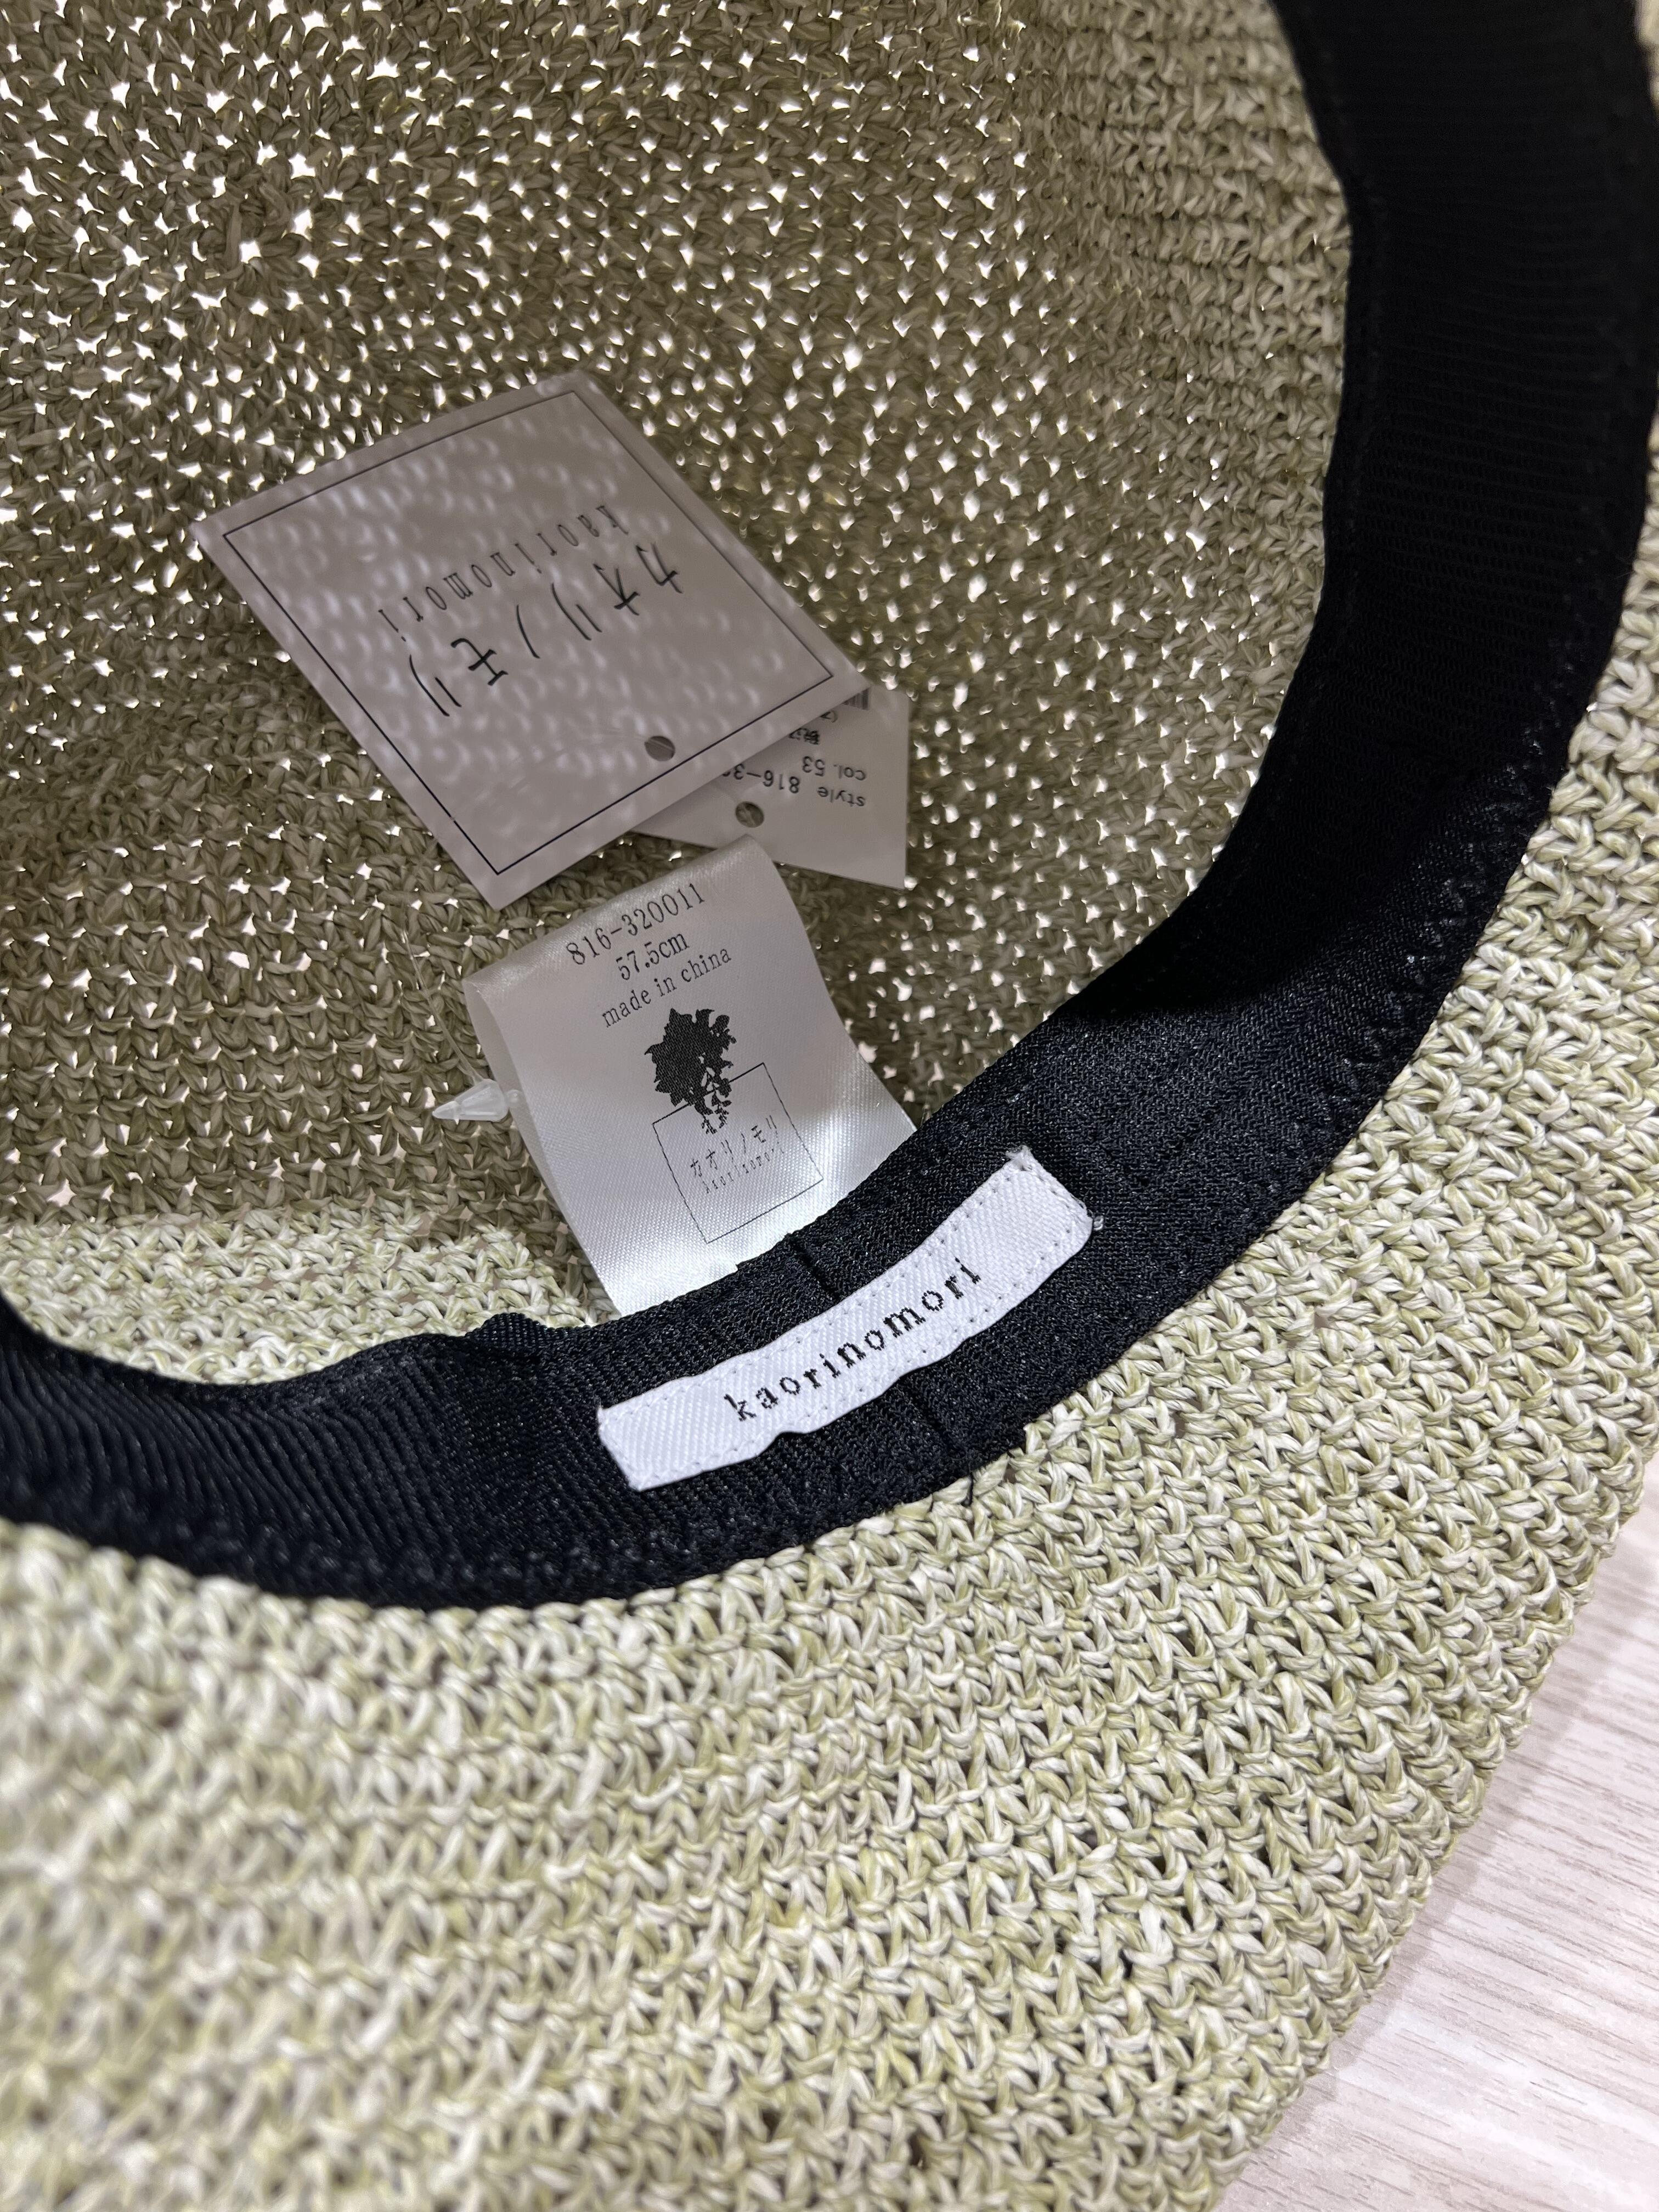 カオリノモリ
kaorinomori
style 816-3
col. 53
816-320011
57.5cm
made in china
カオリノモリ
kaorinomori
kaorinomori